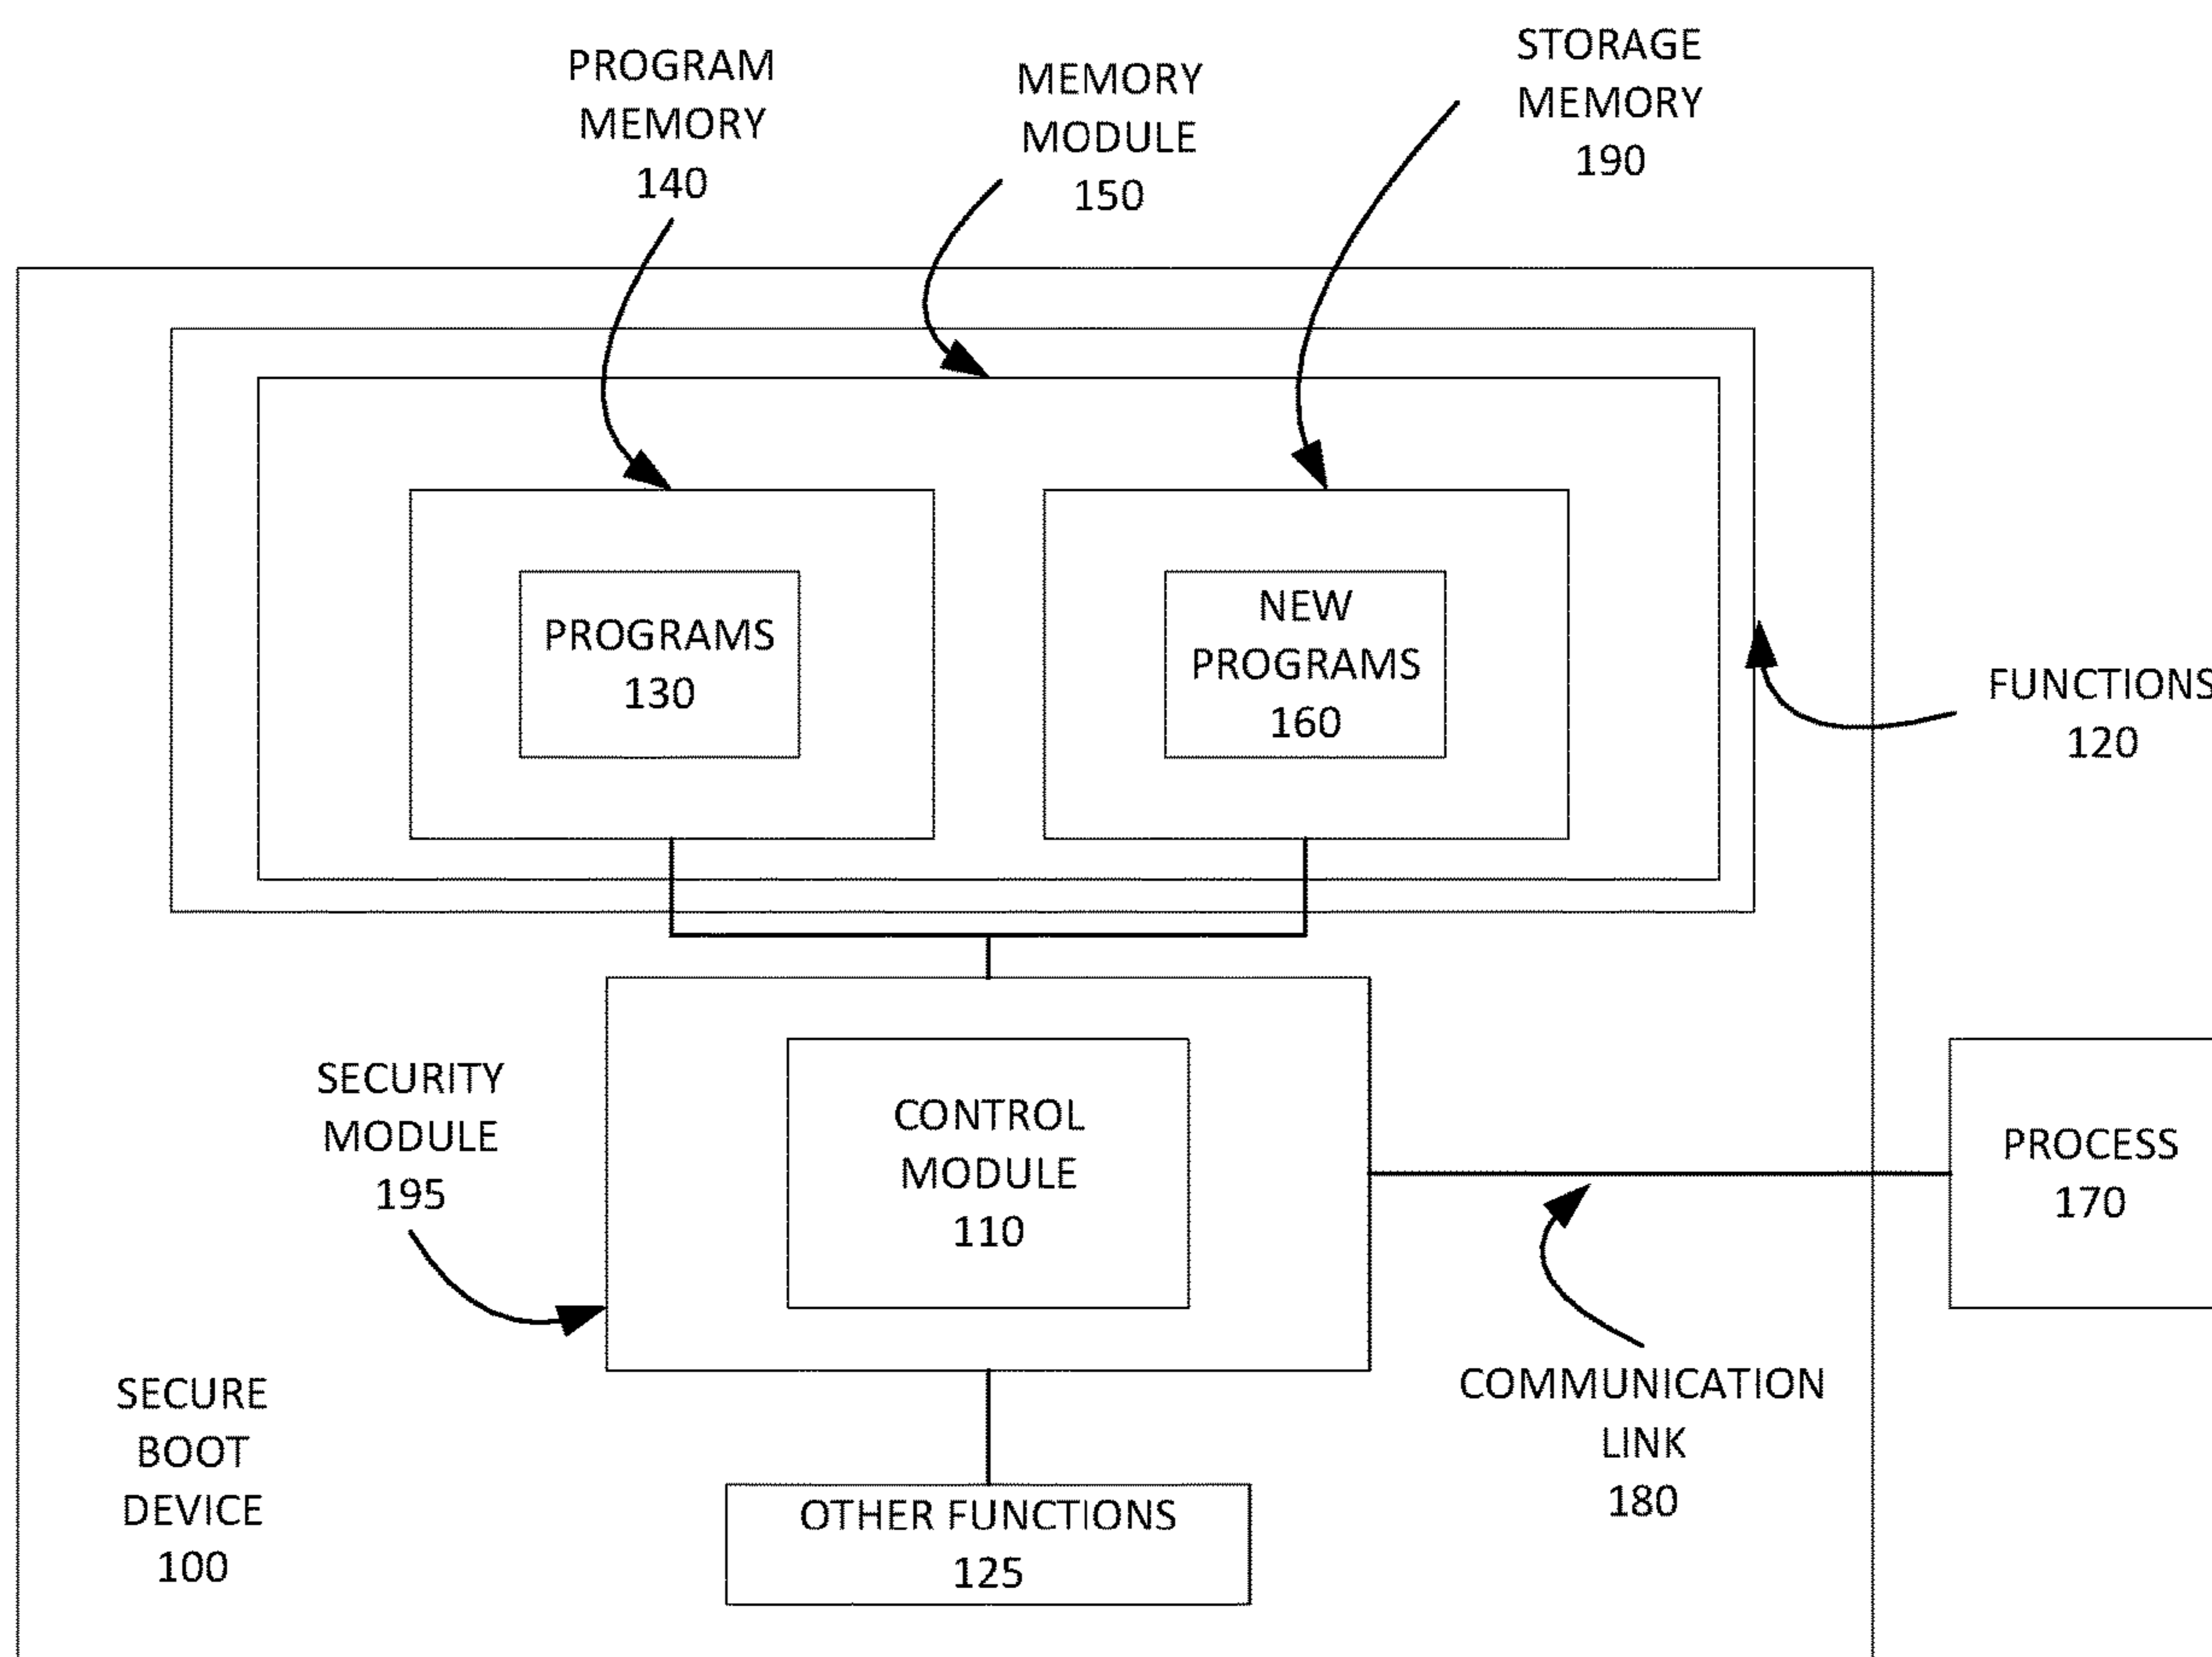 PROGRAM
MEMORY
140
MEMORY
MODULE
150
STORAGE
MEMORY
190
PROGRAMS
130
NEW
PROGRAMS
160
FUNCTIONS
120
SECURITY
MODULE
195
CONTROL
MODULE
110
PROCESS
170
SECURE
BOOT
DEVICE
100
COMMUNICATION
LINK
180
OTHER FUNCTIONS
125